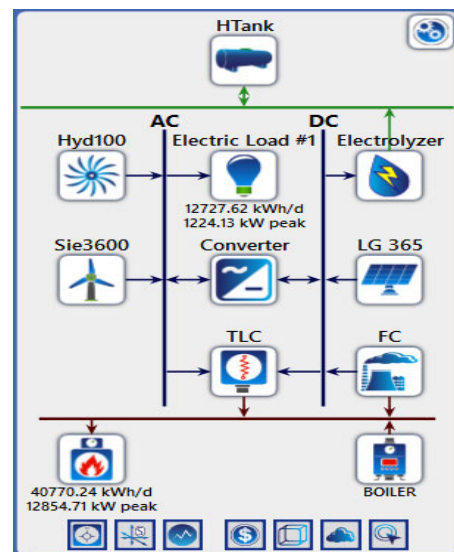 HTank
AC DC
Hyd100 Electric Load #1 Electrolyzer
12727.62 kWh/d
1224.13 kW peak
Sie3600 Converter LG 365
TLC FC
40770.24 kWh/d
12854.71 kW peak
BOILER